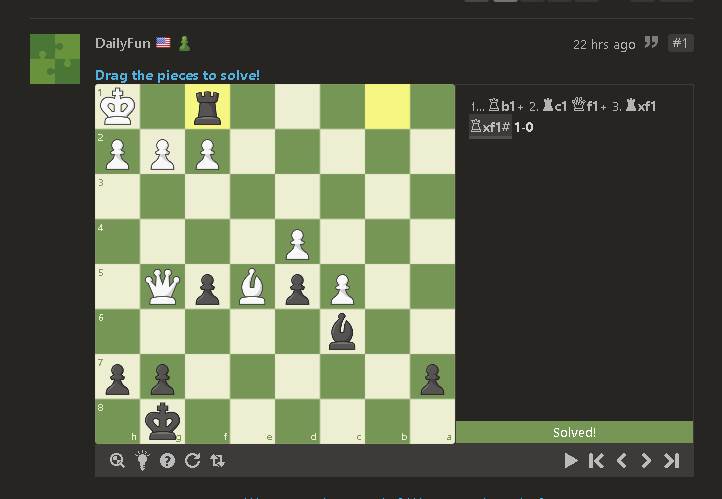 DailyFun
22 hrs ago #1
Drag the pieces to solve!
1... ♖b1+ 2. ♜c1 ♕f1+ 3. ♜xf1
♖xf1# 1-0
1
2
3
4
5
6
7
8
h g f e d c b a
Solved!